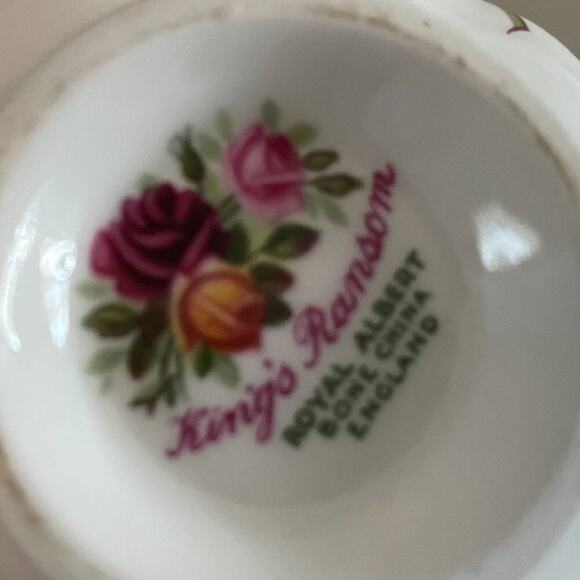 King's Ransom
ROYAL ALBERT
BONE CHINA
ENGLAND